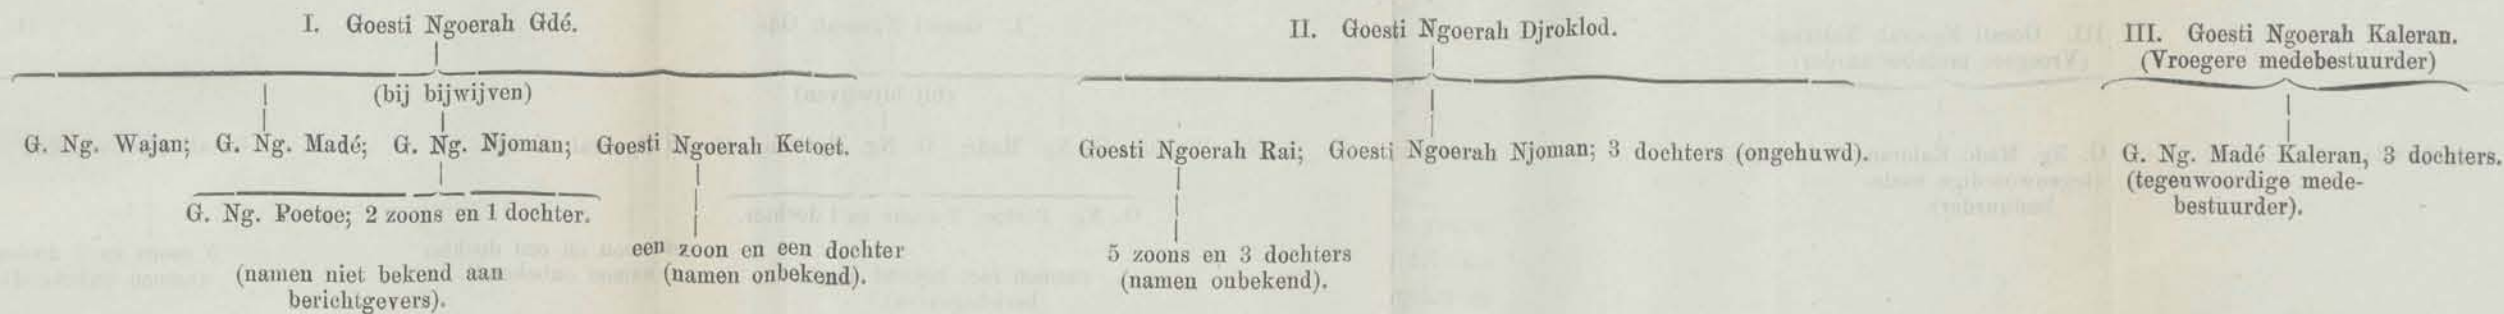 I. Goesti Ngoerah Gdé.
(bij bijwijven)
G. Ng. Wajan; G. Ng. Madé; G. Ng. Njoman; Goesti Ngoerah Ketoet.
G. Ng. Poetoe; 2 zoons en 1 dochter.
(namen niet bekend aan
berichtgevers).
een zoon en een dochter
(namen onbekend).
II. Goesti Ngoerah Djroklod.
Goesti Ngoerah Rai; Goesti Ngoerah Njoman; 3 dochters (ongehuwd).
5 zoons en 3 dochters
(namen onbekend).
III. Goesti Ngoerah Kaleran.
(Vroegere medebestuurder)
G. Ng. Madé Kaleran, 3 dochters.
(tegenwoordige mede-
bestuurder).